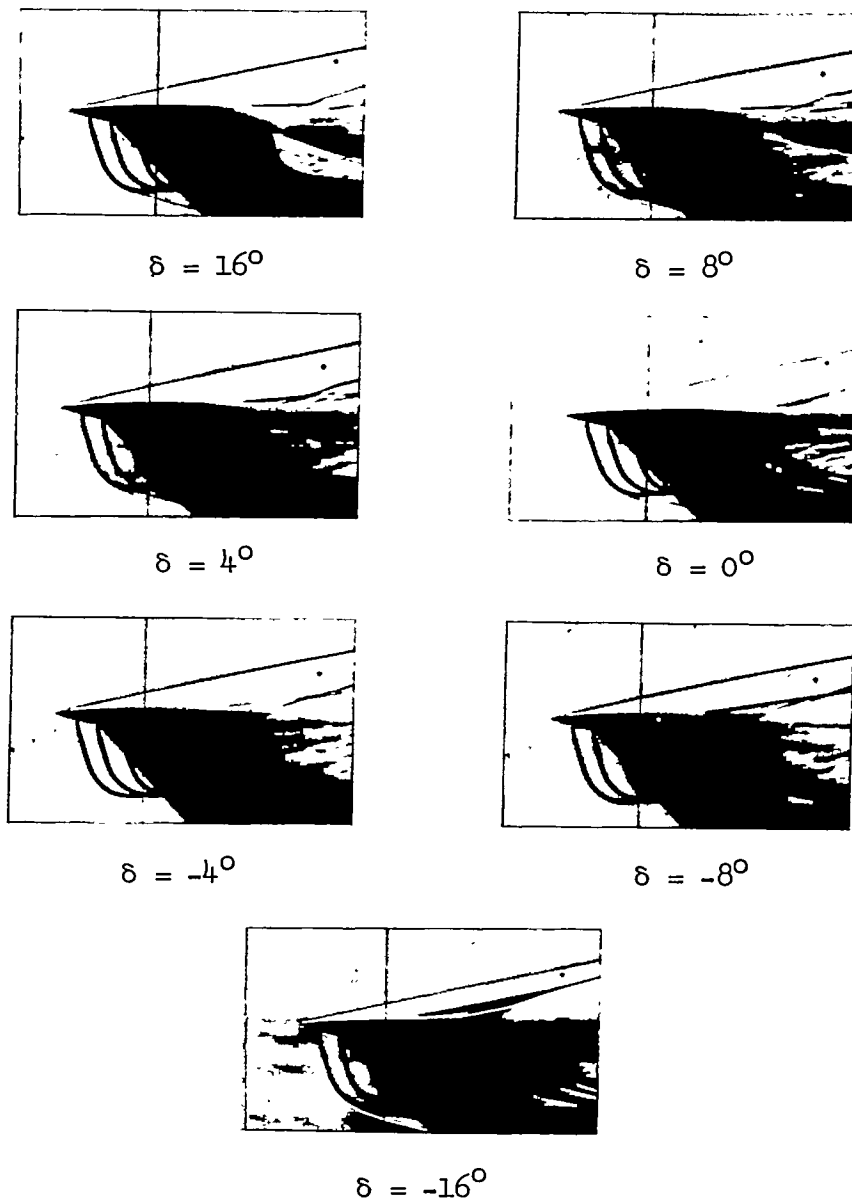 δ = 16°
δ = 8°
δ = 4°
δ = 0°
δ = -4°
δ = -8°
δ = -16°